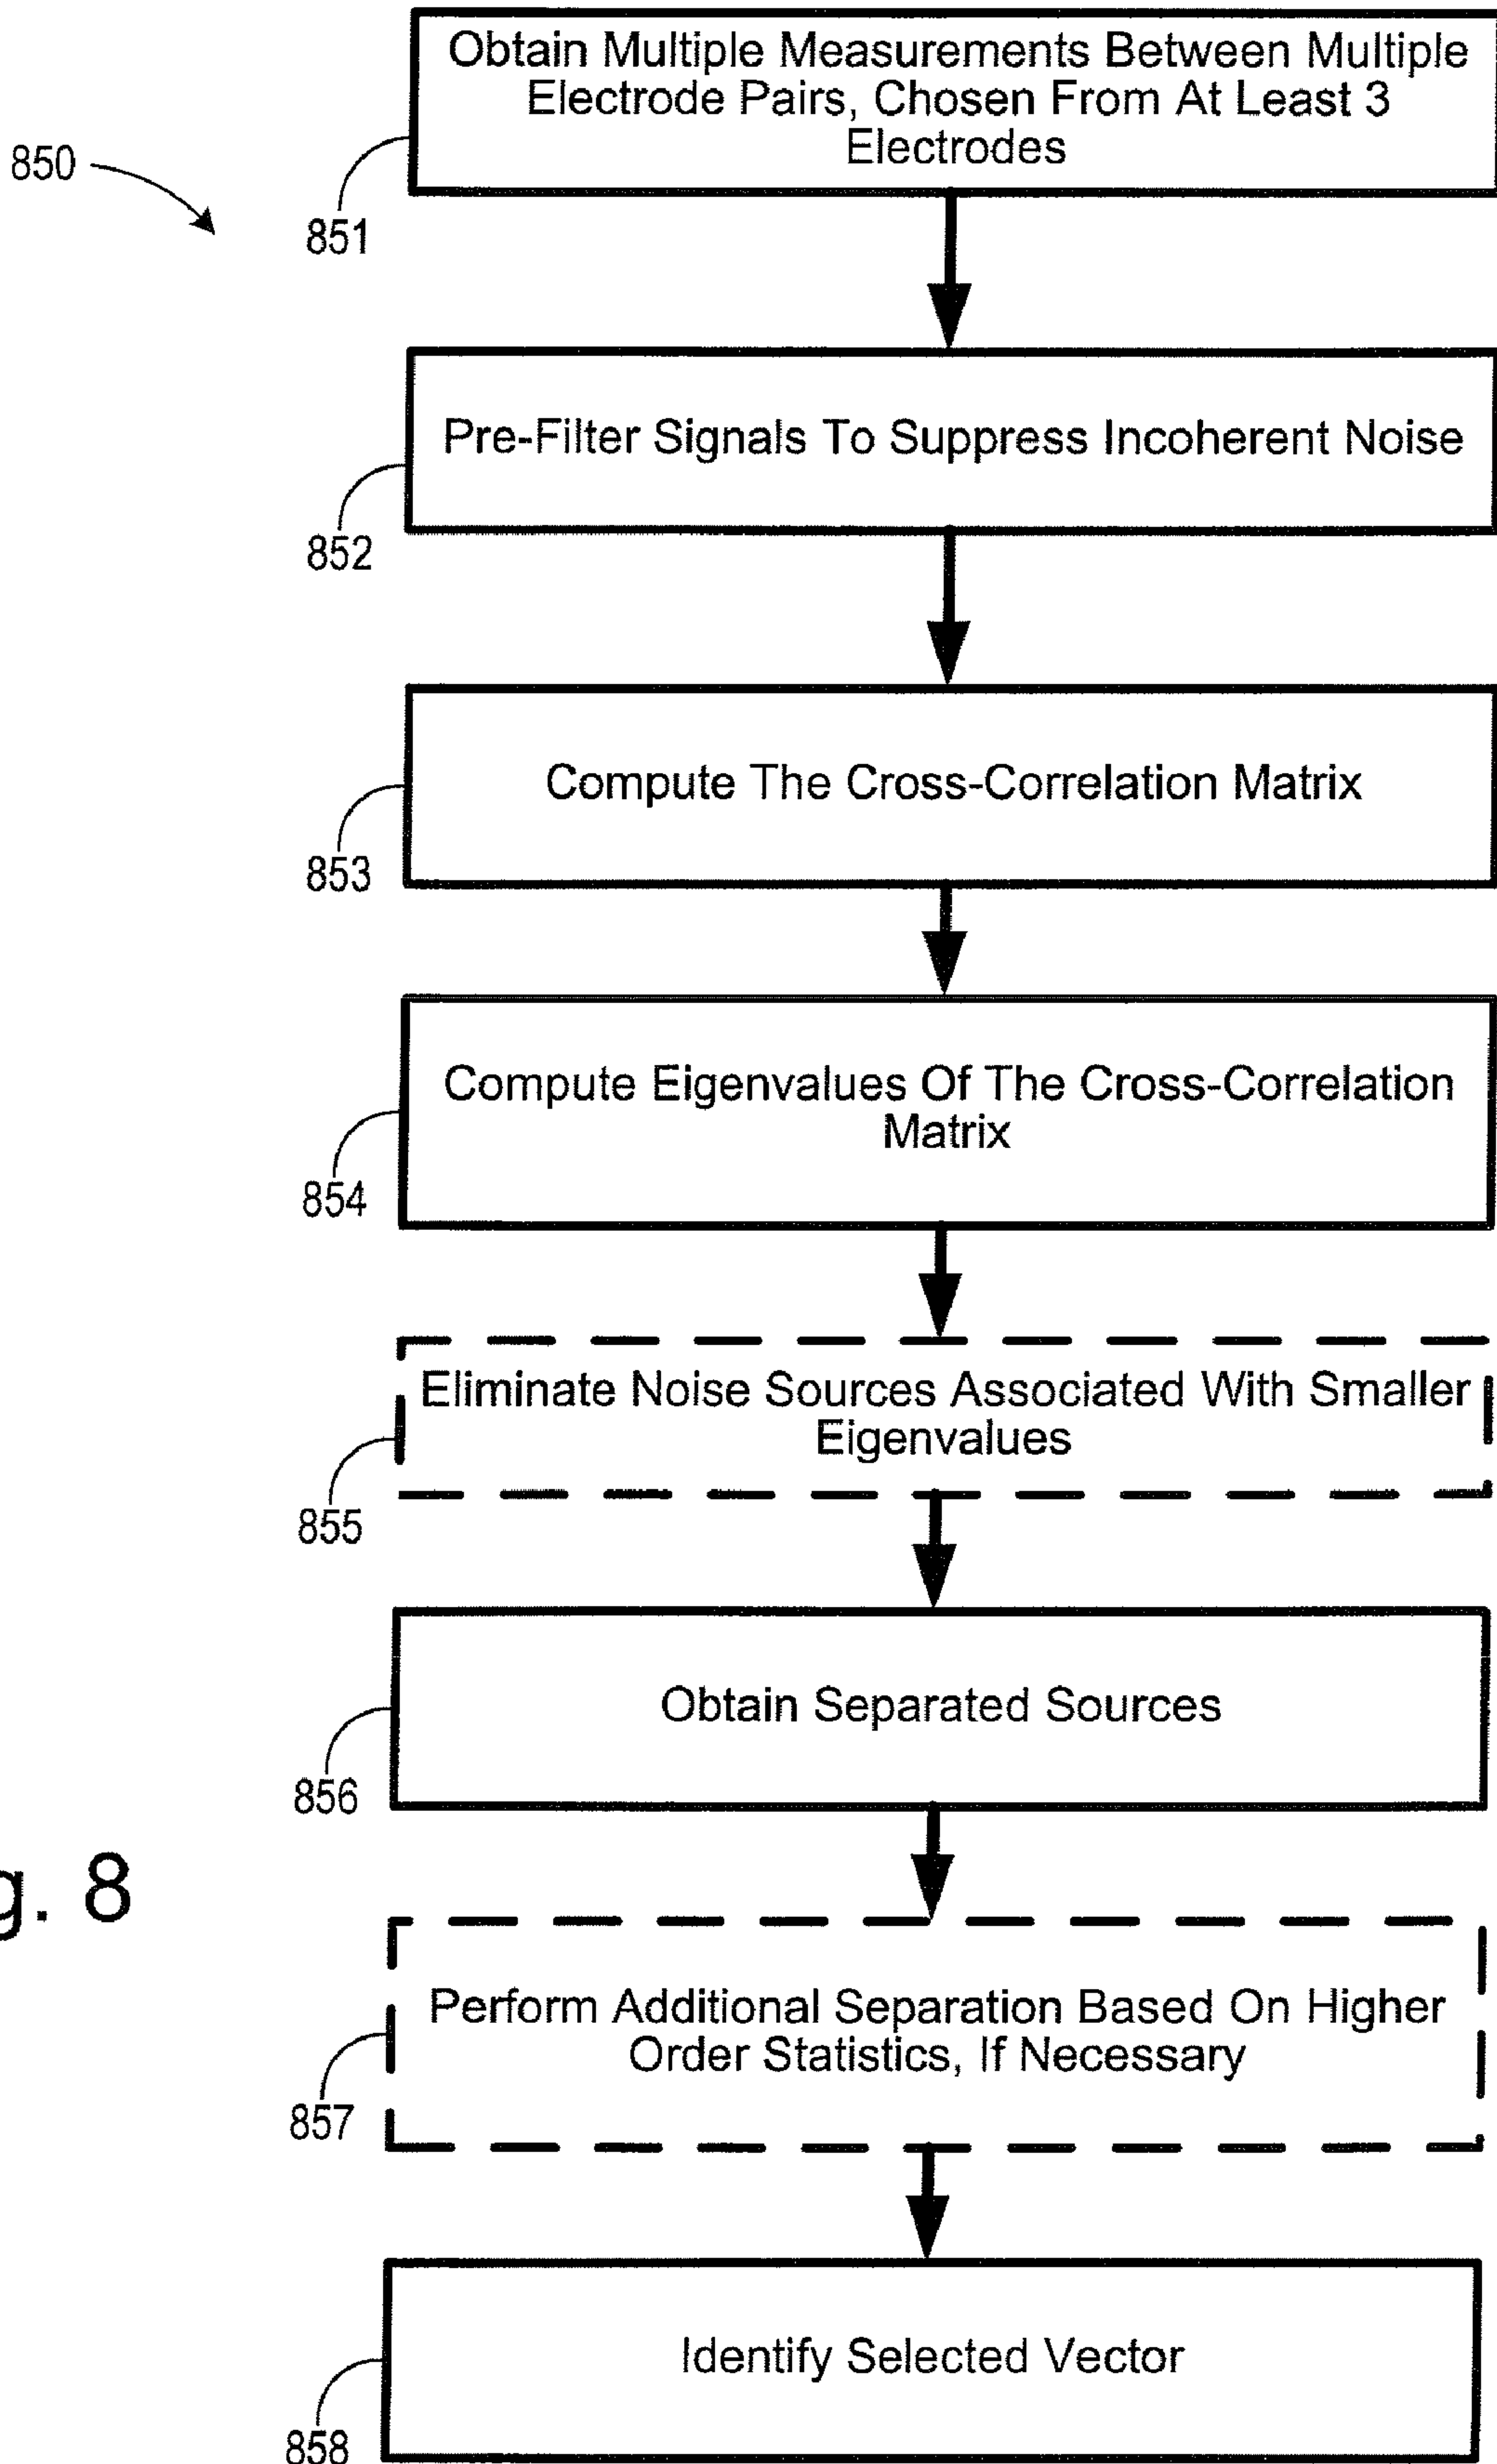 Obtain Multiple Measurements Between Multiple
Electrode Pairs, Chosen From At Least 3
Electrodes
850
851
Pre-Filter Signals To Suppress Incoherent Noise
852
Compute The Cross-Correlation Matrix
853
Compute Eigenvalues Of The Cross-Correlation
Matrix
854
Eliminate Noise Sources Associated With Smaller
Eigenvalues
855
Obtain Separated Sources
856
g. 8
Perform Additional Separation Based On Higher
Order Statistics, If Necessary
857
Identify Selected Vector
858